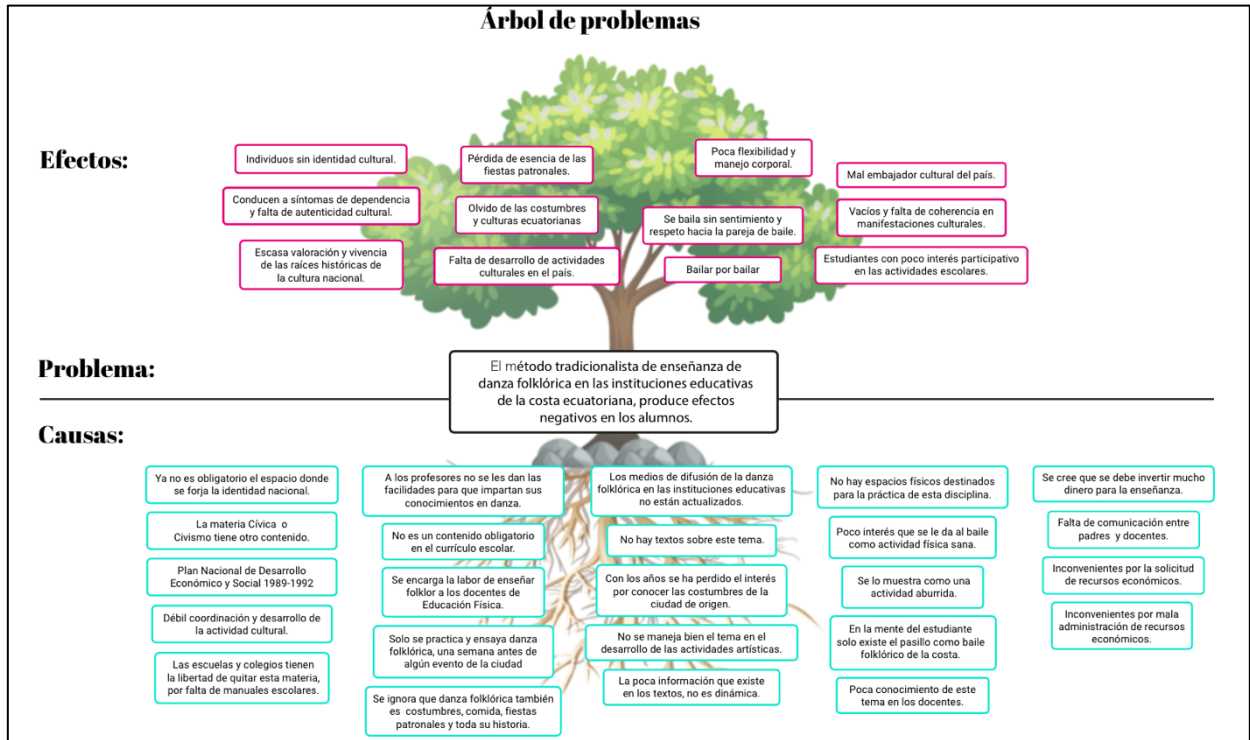 Árbol de problemas
Efectos:
Individuos sin identidad cultural.
Conducen a síntomas de dependencia
y falta de autenticidad cultural.
Escasa valoración y vivencia
de las raíces históricas de
la cultura nacional.
Pérdida de esencia de las
fiestas patronales.
Olvido de las costumbres
y culturas ecuatorianas
Falta de desarrollo de actividades
culturales en el país.
Poca flexibilidad y
manejo corporal.
Se baila sin sentimiento y
respeto hacia la pareja de baile.
Bailar por bailar
Mal embajador cultural del país.
Vacíos y falta de coherencia en
manifestaciones culturales.
Estudiantes con poco interés participativo
en las actividades escolares.
Problema:
El método tradicionalista de enseñanza de
danza folklórica en las instituciones educativas
de la costa ecuatoriana, produce efectos
negativos en los alumnos.
Causas:
Ya no es obligatorio el espacio donde
se forja la identidad nacional.
La materia Cívica o
Civismo tiene otro contenido.
Plan Nacional de Desarrollo
Económico y Social 1989-1992
Débil coordinación y desarrollo de
la actividad cultural.
Las escuelas y colegios tienen
la libertad de quitar esta materia,
por falta de manuales escolares.
A los profesores no se les dan las
facilidades para que impartan sus
conocimientos en danza.
No es un contenido obligatorio
en el currículo escolar.
Se encarga la labor de enseñar
folklor a los docentes de
Educación Física.
Solo se practica y ensaya danza
folklórica, una semana antes de
algún evento de la ciudad
Se ignora que danza folklórica también
es costumbres, comida, fiestas
patronales y toda su historia.
Los medios de difusión de la danza
folklórica en las instituciones educativas
no están actualizados.
No hay textos sobre este tema.
Con los años se ha perdido el interés
por conocer las costumbres de la
ciudad de origen.
No se maneja bien el tema en el
desarrollo de las actividades artísticas.
La poca información que existe
en los textos, no es dinámica.
No hay espacios físicos destinados
para la práctica de esta disciplina.
Poco interés que se le da al baile
como actividad física sana.
Se lo muestra como una
actividad aburrida.
En la mente del estudiante
solo existe el pasillo como baile
folklórico de la costa.
Poco conocimiento de este
tema en los docentes.
Se cree que se debe invertir mucho
dinero para la enseñanza.
Falta de comunicación entre
padres y docentes.
Inconvenientes por la solicitud
de recursos económicos.
Inconvenientes por mala
administración de recursos
económicos.